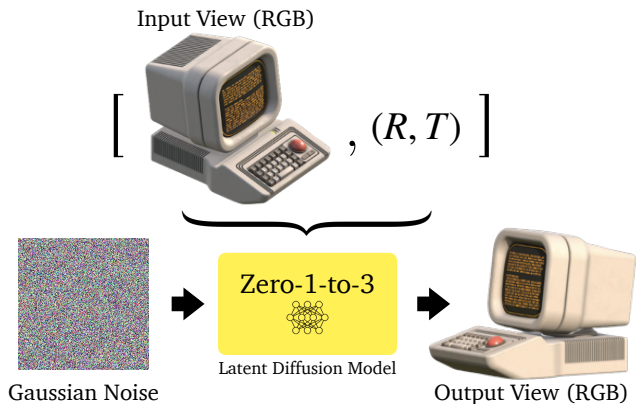 Input View (RGB)
[ , (R, T) ]
Zero-1-to-3
Latent Diffusion Model
Gaussian Noise
Output View (RGB)